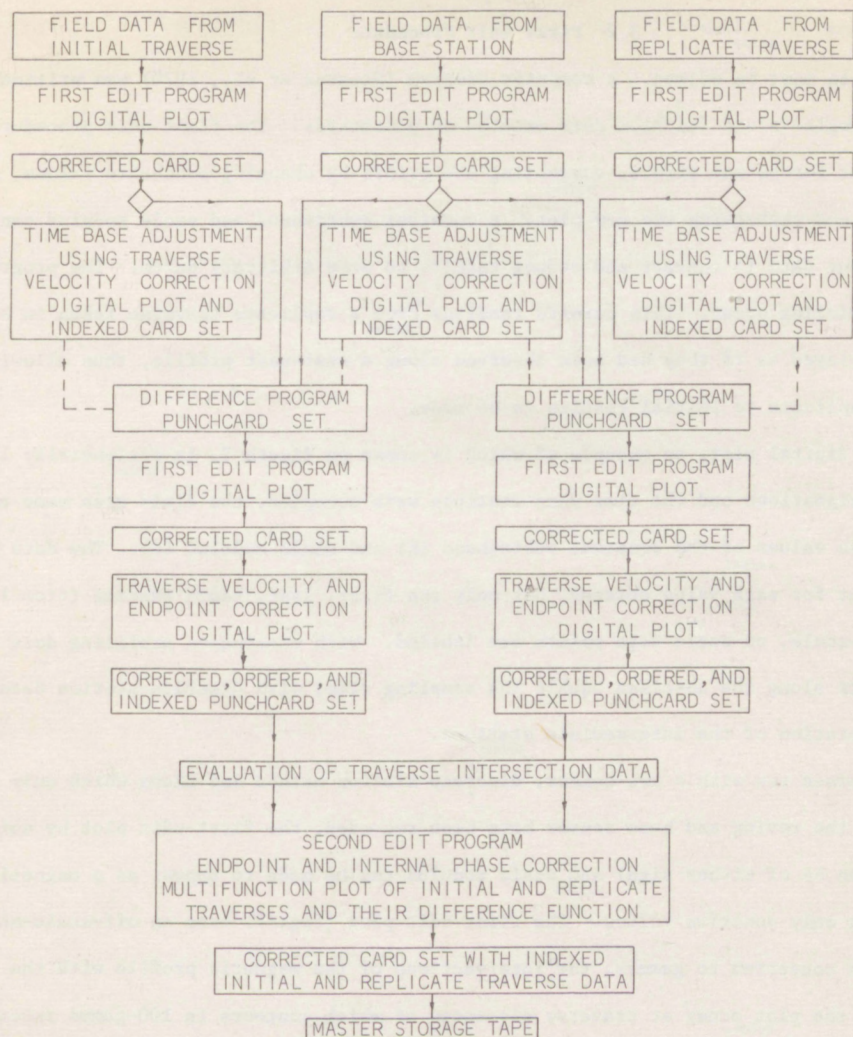 FIELD DATA FROM
INITIAL TRAVERSE
FIELD DATA FROM
BASE STATION
FIELD DATA FROM
REPLICATE TRAVERSE
FIRST EDIT PROGRAM
DIGITAL PLOT
FIRST EDIT PROGRAM
DIGITAL PLOT
FIRST EDIT PROGRAM
DIGITAL PLOT
CORRECTED CARD SET
CORRECTED CARD SET
CORRECTED CARD SET
TIME BASE ADJUSTMENT
USING TRAVERSE
VELOCITY CORRECTION
DIGITAL PLOT AND
INDEXED CARD SET
TIME BASE ADJUSTMENT
USING TRAVERSE
VELOCITY CORRECTION
DIGITAL PLOT AND
INDEXED CARD SET
TIME BASE ADJUSTMENT
USING TRAVERSE
VELOCITY CORRECTION
DIGITAL PLOT AND
INDEXED CARD SET
DIFFERENCE PROGRAM
PUNCHCARD SET
DIFFERENCE PROGRAM
PUNCHCARD SET
FIRST EDIT PROGRAM
DIGITAL PLOT
FIRST EDIT PROGRAM
DIGITAL PLOT
CORRECTED CARD SET
CORRECTED CARD SET
TRAVERSE VELOCITY AND
ENDPOINT CORRECTION
DIGITAL PLOT
TRAVERSE VELOCITY AND
ENDPOINT CORRECTION
DIGITAL PLOT
CORRECTED, ORDERED, AND
INDEXED PUNCHCARD SET
CORRECTED, ORDERED, AND
INDEXED PUNCHCARD SET
EVALUATION OF TRAVERSE INTERSECTION DATA
SECOND EDIT PROGRAM
ENDPOINT AND INTERNAL PHASE CORRECTION
MULTIFUNCTION PLOT OF INITIAL AND REPLICATE
TRAVERSES AND THEIR DIFFERENCE FUNCTION
CORRECTED CARD SET WITH INDEXED
INITIAL AND REPLICATE TRAVERSE DATA
MASTER STORAGE TAPE